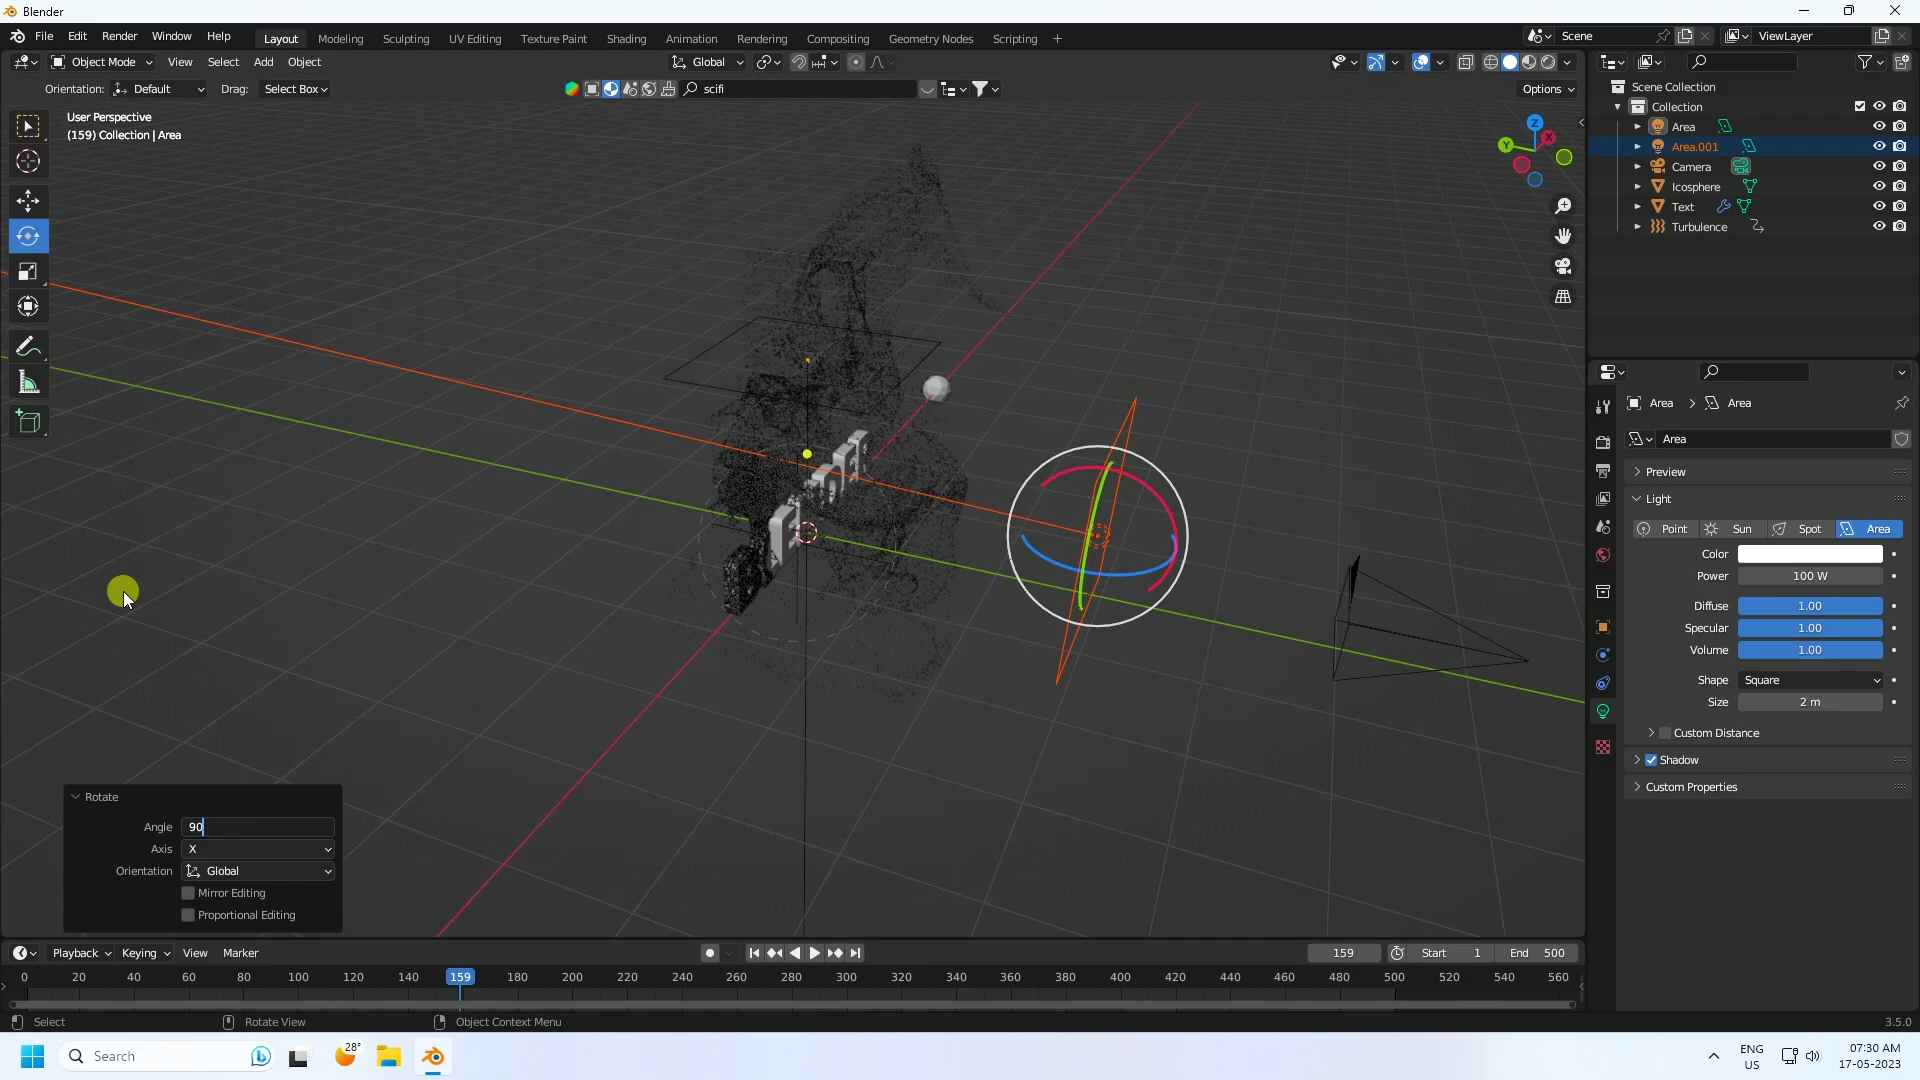 Blender
File Edit Render Window Help Layout Modeling Sculpting UV Editing Texture Paint Shading Animation Rendering Compositing Geometry Nodes Scripting + Scene ViewLayer
Object Mode View Select Add Object Global
Orientation: Default Drag: Select Box scifi Options
User Perspective
(159) Collection | Area
Z
X
Y
Scene Collection
Collection
Area
Area.001
Camera
Icosphere
Text
Turbulence
Area > Area
Area
Preview
Light
Point Sun Spot Area
Color
Power 100 W
Diffuse 1.00
Specular 1.00
Volume 1.00
Shape Square
Size 2 m
Custom Distance
Shadow
Custom Properties
Rotate
Angle 90
Axis X
Orientation Global
Mirror Editing
Proportional Editing
Playback Keying View Marker 159 Start 1 End 500
0 20 40 60 80 100 120 140 159 180 200 220 240 260 280 300 320 340 360 380 400 420 440 460 480 500 520 540 560
Select Rotate View Object Context Menu 3.5.0
Search 28° ENG US 07:30 AM 17-05-2023